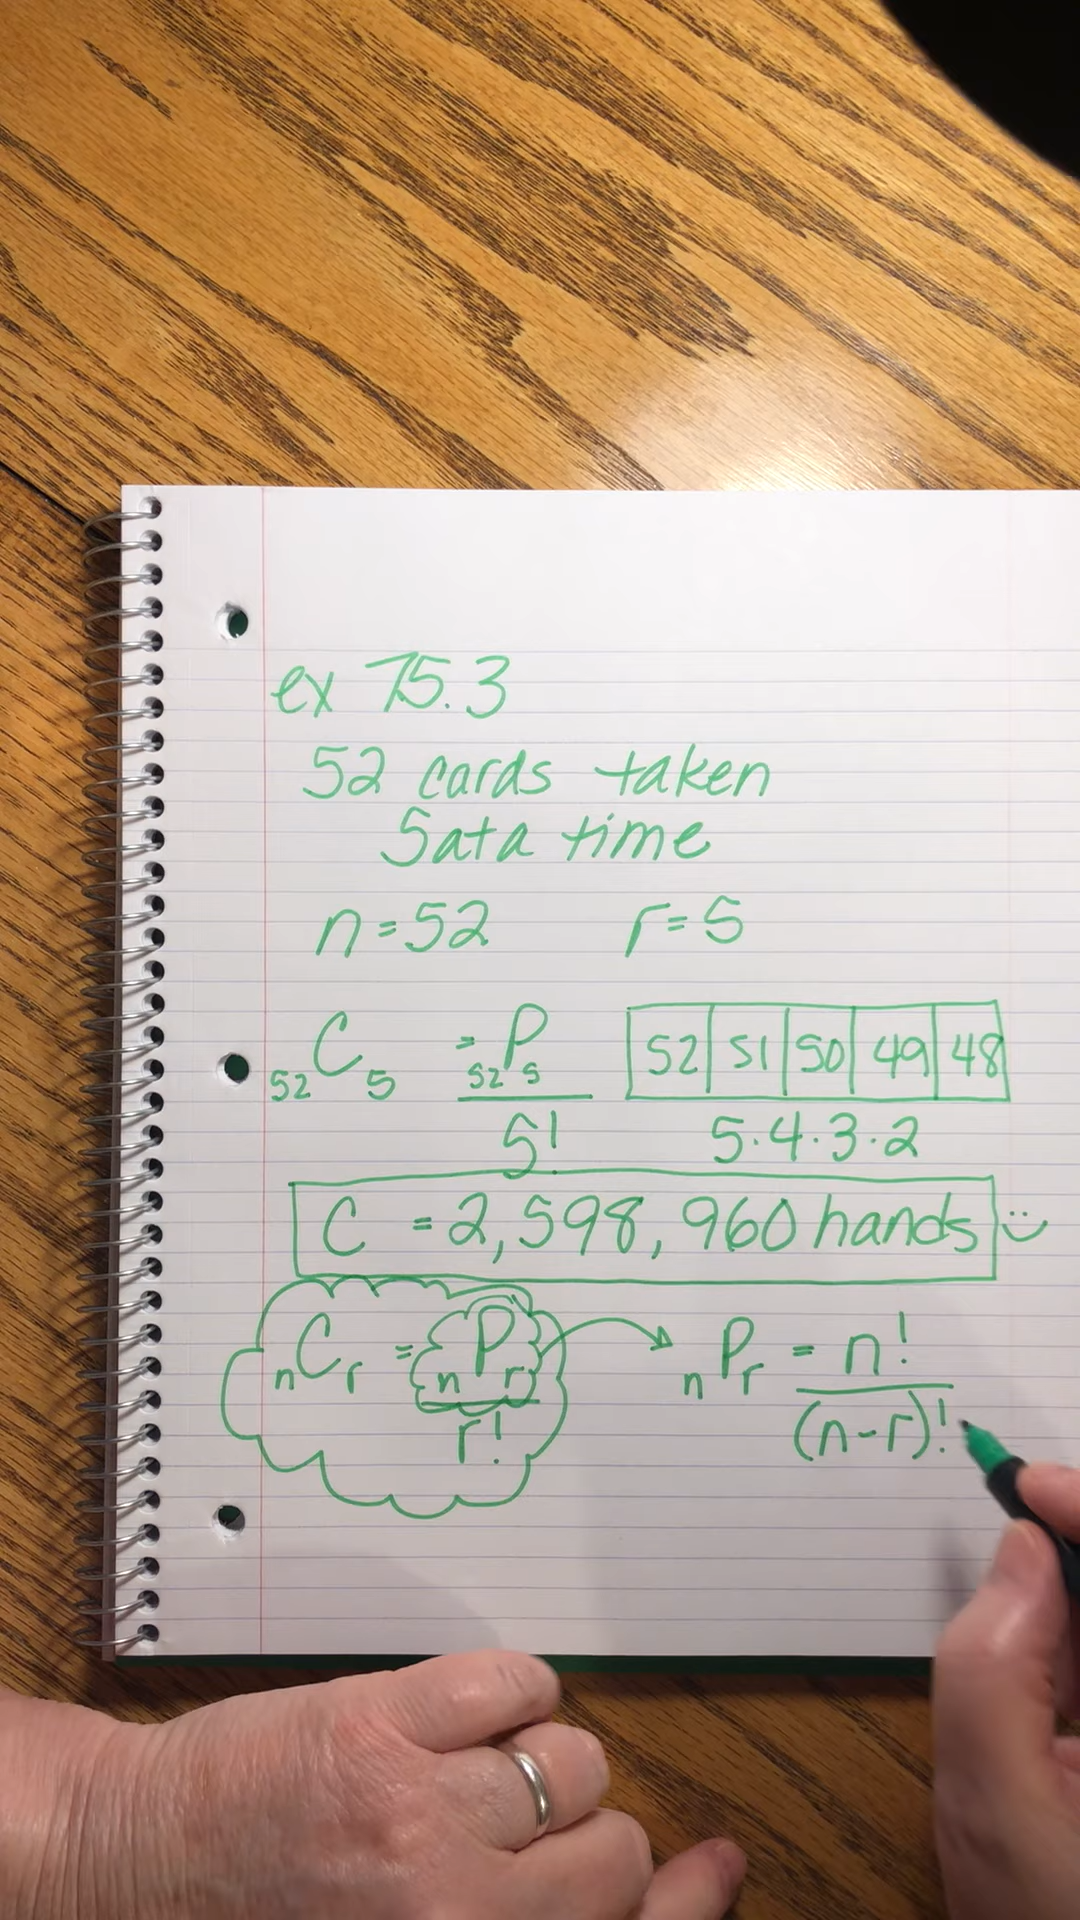 ex 75.3
52 cards taken
5 at a time
n = 52 r = 5
52C5 = 52P5 52 | 51 | 50 | 49 | 48
5! 5·4·3·2
C = 2,598,960 hands
nCr = nPr nPr = n!
r! (n-r)!